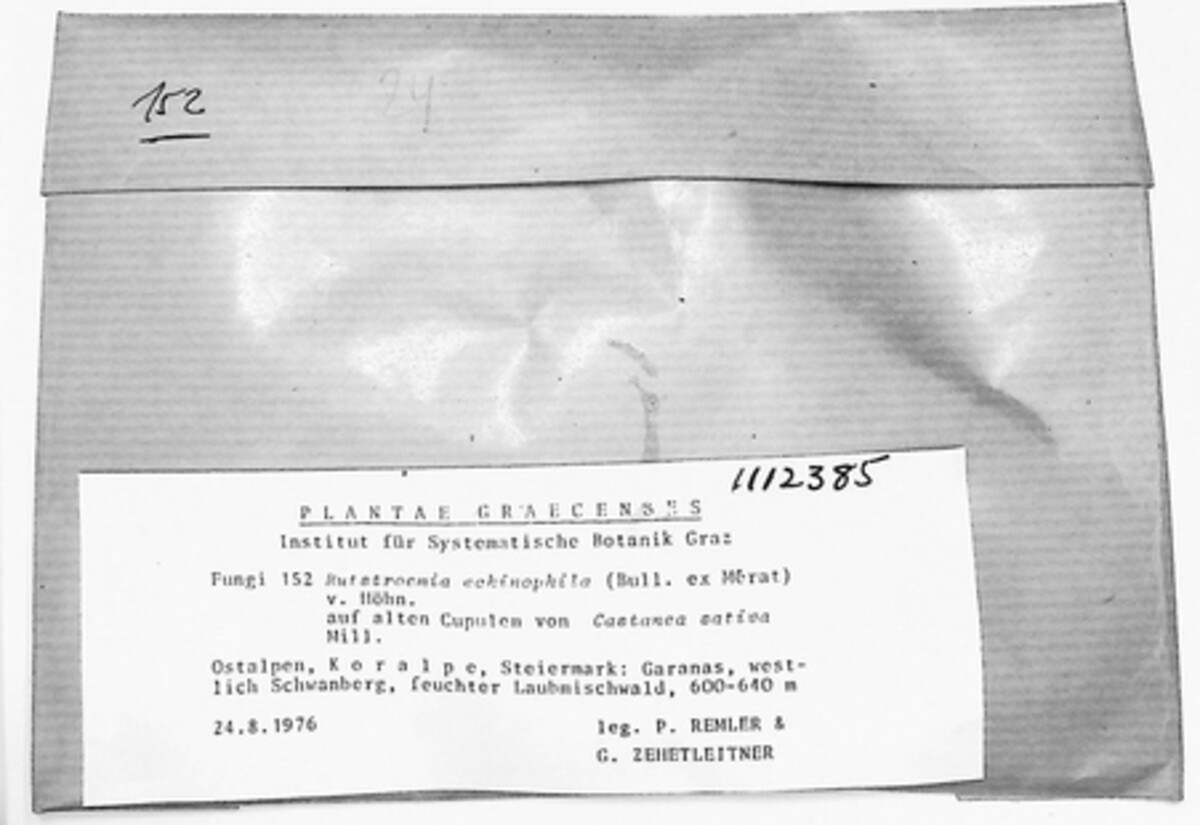 152
24
1112385
PLANTAE GRAECENSES
Institut für Systematische Botanik Graz
Fungi 152 Rutstroemia echinophila (Bull. ex Mérat)
v. Höhn.
auf alten Cupulen von Castanea sativa
Mill.
Ostalpen, Koralpe, Steiermark: Garanas, west-
lich Schwanberg, feuchter Laubmischwald, 600-640 m
24.8.1976
leg. P. REMLER &
G. ZEHETLEITNER